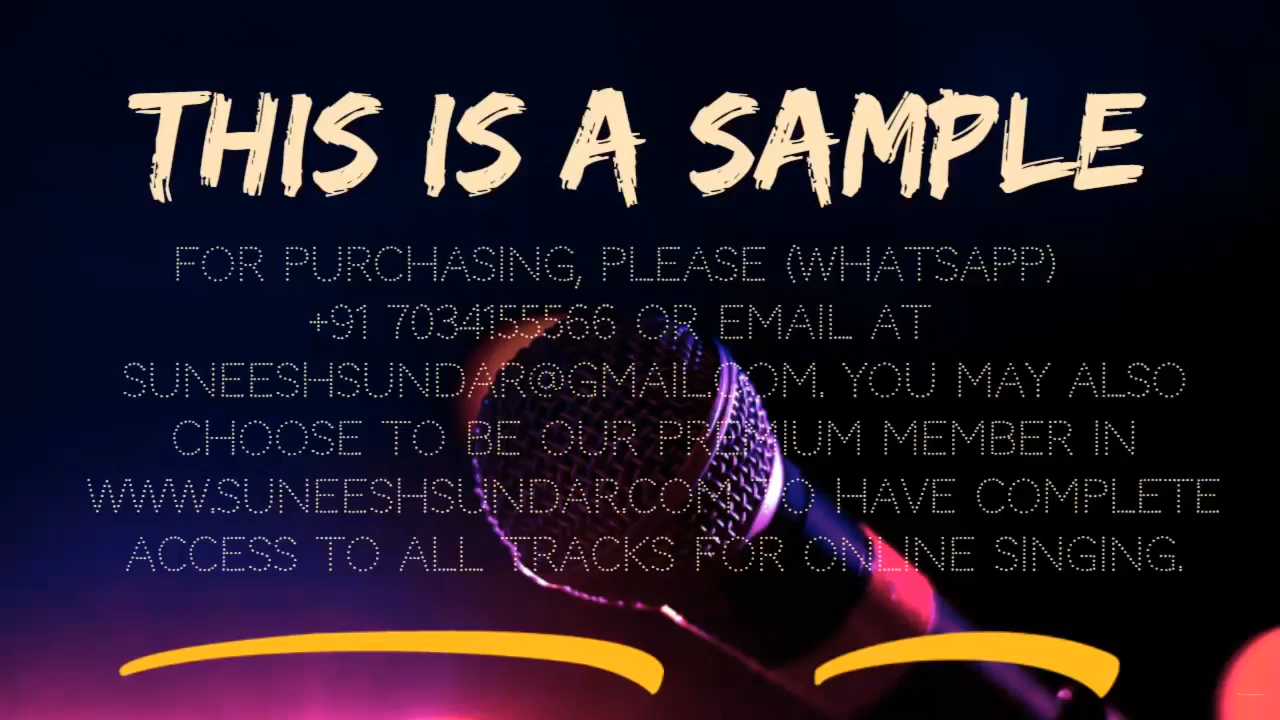 THIS IS A SAMPLE
FOR PURCHASING, PLEASE (WHATSAPP)
+91 7034155566 OR EMAIL AT
SUNEESHSUNDAR@GMAIL.COM. YOU MAY ALSO
CHOOSE TO BE OUR PREMIUM MEMBER IN
WWW.SUNEESHSUNDAR.COM TO HAVE COMPLETE
ACCESS TO ALL TRACKS FOR ONLINE SINGING.